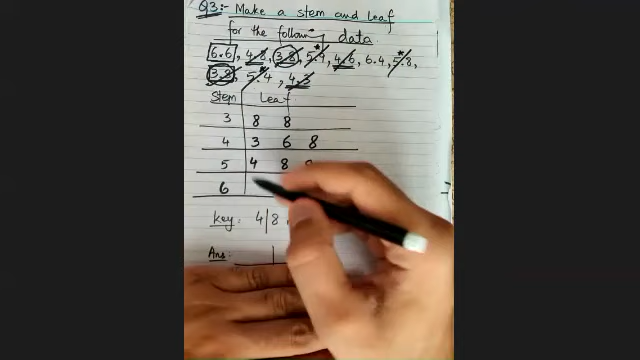 Q3:- Make a stem and Leaf
for the following data
6.6, 4.8, 3.8, 5.4, 4.6, 6.4, 5.8,
3.8, 5.4, 4.3
Stem Leaf
3 8 8
4 3 6 8
5 4 8
6
key: 4|8
Ans: